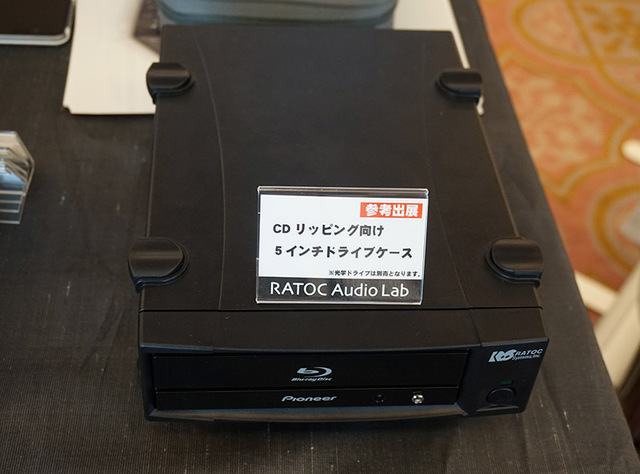 参考出展
CD リッピング向け
5インチドライブケース
※光学ドライブは別売となります。
RATOC Audio Lab
RATOC
Systems, Inc.
Blu-ray Disc
Pioneer